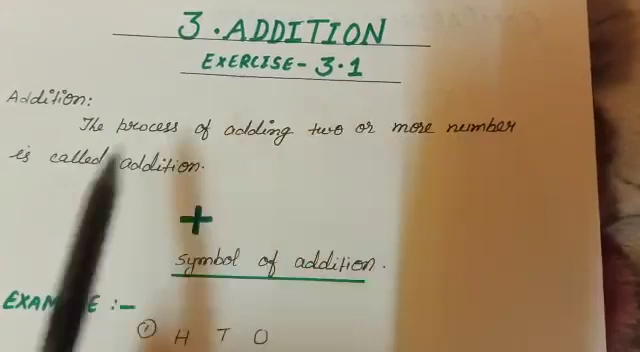 3. ADDITION
EXERCISE - 3.1
Addition:
The process of adding two or more number
is called addition.
+
symbol of addition.
EXAMPLE :-
① H T O